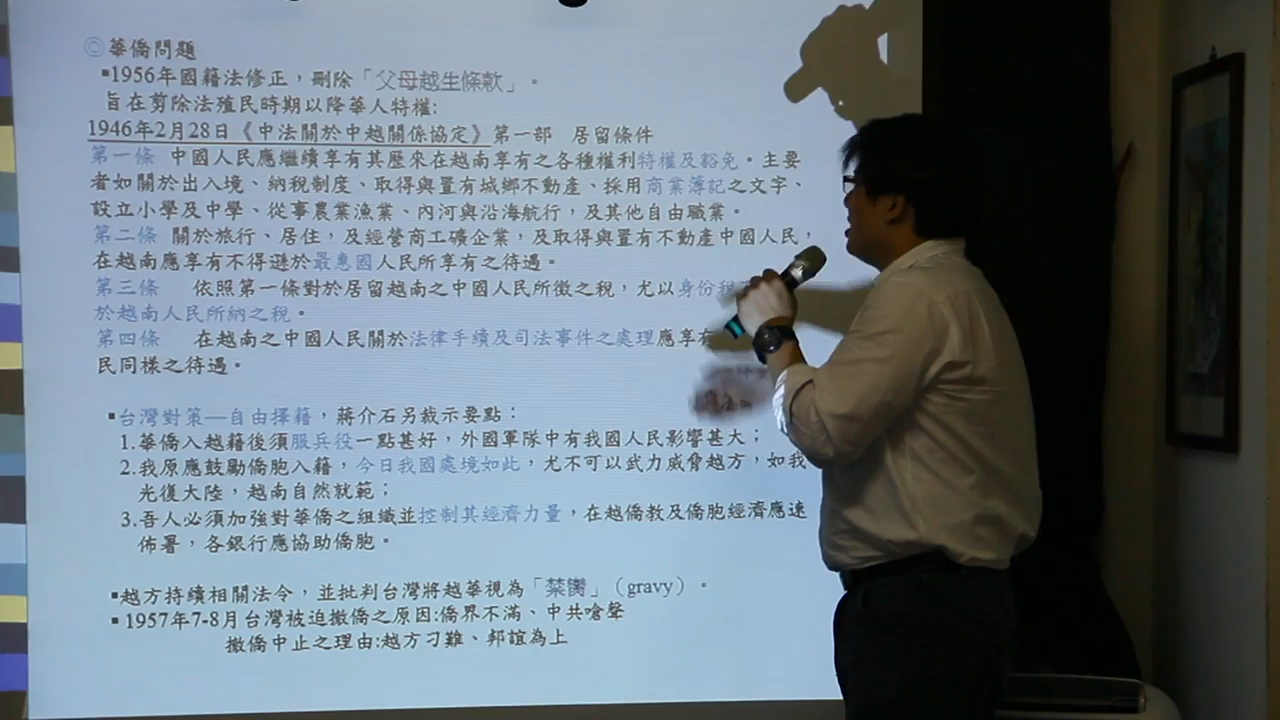 ◎華僑問題
▪1956年國籍法修正，刪除「父母越生條款」。
旨在剪除法殖民時期以降華人特權:
1946年2月28日《中法關於中越關係協定》第一部 居留條件
第一條 中國人民應繼續享有其歷來在越南享有之各種權利特權及豁免。主要
者如關於出入境、納稅制度、取得與置有城鄉不動產、採用商業簿記之文字、
設立小學及中學、從事農業漁業、內河與沿海航行，及其他自由職業。
第二條 關於旅行、居住，及經營商工礦企業，及取得與置有不動產中國人民，
在越南應享有不得遜於最惠國人民所享有之待遇。
第三條 依照第一條對於居留越南之中國人民所徵之稅，尤以身份稅
於越南人民所納之稅。
第四條 在越南之中國人民關於法律手續及司法事件之處理應享有
民同樣之待遇。
▪台灣對策—自由擇籍，蔣介石另裁示要點：
1.華僑入越籍後須服兵役一點甚好，外國軍隊中有我國人民影響甚大；
2.我原應鼓勵僑胞入籍，今日我國處境如此，尤不可以武力威脅越方，如我
光復大陸，越南自然就範；
3.吾人必須加強對華僑之組織並控制其經濟力量，在越僑教及僑胞經濟應速
佈署，各銀行應協助僑胞。
▪越方持續相關法令，並批判台灣將越華視為「禁臠」（gravy）。
▪1957年7-8月台灣被迫撤僑之原因:僑界不滿、中共嗆聲
撤僑中止之理由:越方刁難、邦誼為上